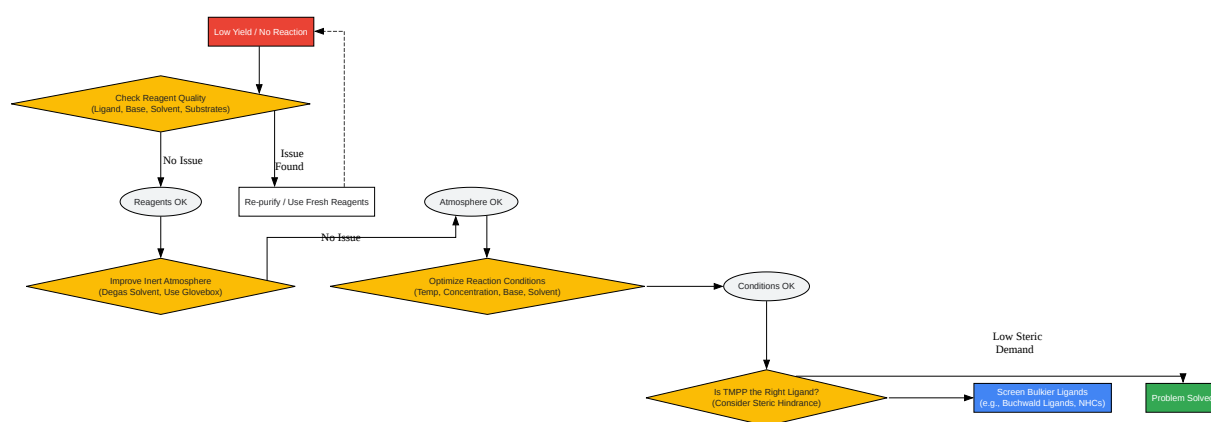 Low Yield / No Reaction
Check Reagent Quality
(Ligand, Base, Solvent, Substrates)
No Issue
Issue
Found
Reagents OK
Re-purify / Use Fresh Reagents
Atmosphere OK
No Issue
Improve Inert Atmosphere
(Degas Solvent, Use Glovebox)
Optimize Reaction Conditions
(Temp, Concentration, Base, Solvent)
Conditions OK
Low Steric
Demand
Is TMPP the Right Ligand?
(Consider Steric Hindrance)
Screen Bulkier Ligands
(e.g., Buchwald Ligands, NHCs)
Problem Solved